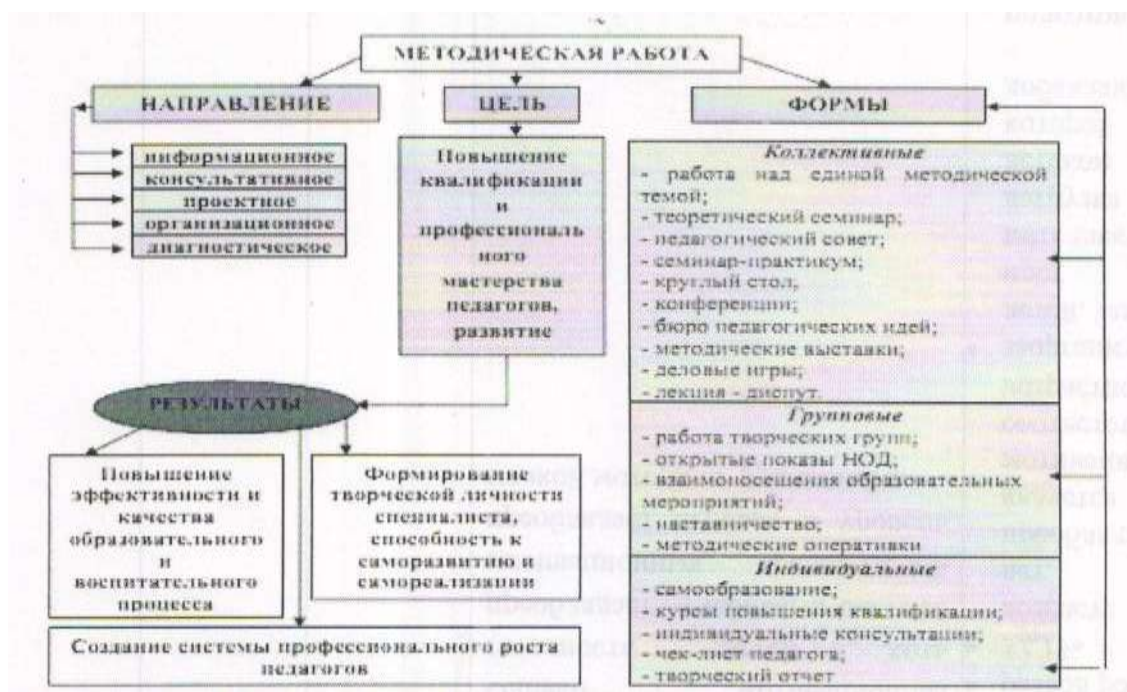 МЕТОДИЧЕСКАЯ РАБОТА
НАПРАВЛЕНИЕ
информационное
консультативное
проектное
организационное
диагностическое
ЦЕЛЬ
Повышение
квалификации
и
профессиональ
ного
мастерства
педагогов,
развитие
ФОРМЫ
Коллективные
- работа над единой методической
темой;
- теоретический семинар;
- педагогический совет;
- семинар-практикум;
- круглый стол,
- конференции;
- бюро педагогических идей;
- методические выставки;
- деловые игры;
- лекция - диспут.
Групповые
- работа творческих групп;
- открытые показы НОД;
- взаимопосещения образовательных
мероприятий;
- наставничество;
- методические оперативки
Индивидуальные
- самообразование;
- курсы повышения квалификации;
- индивидуальные консультации;
- чек-лист педагога;
- творческий отчет
РЕЗУЛЬТАТЫ
Повышение
эффективности и
качества
образовательного
и
воспитательного
процесса
Формирование
творческой личности
специалиста,
способность к
саморазвитию и
самореализации
Создание системы профессионального роста
педагогов